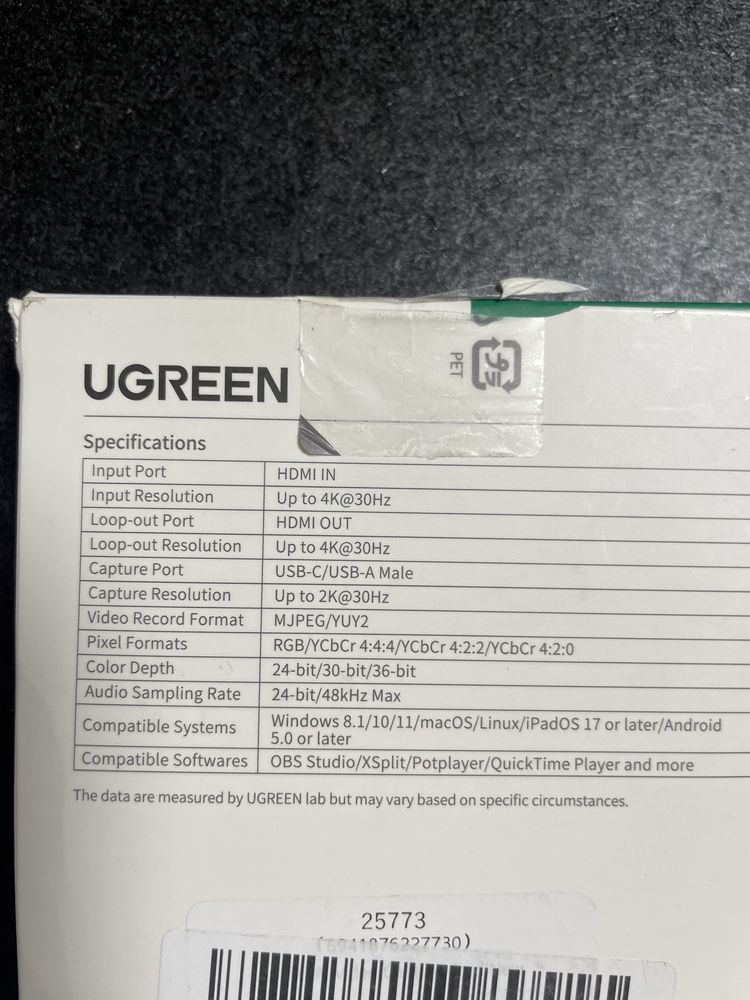 PET
UGREEN
Specifications
Input Port HDMI IN
Input Resolution Up to 4K@30Hz
Loop-out Port HDMI OUT
Loop-out Resolution Up to 4K@30Hz
Capture Port USB-C/USB-A Male
Capture Resolution Up to 2K@30Hz
Video Record Format MJPEG/YUY2
Pixel Formats RGB/YCbCr 4:4:4/YCbCr 4:2:2/YCbCr 4:2:0
Color Depth 24-bit/30-bit/36-bit
Audio Sampling Rate 24-bit/48kHz Max
Compatible Systems Windows 8.1/10/11/macOS/Linux/iPadOS 17 or later/Android
5.0 or later
Compatible Softwares OBS Studio/XSplit/Potplayer/QuickTime Player and more
The data are measured by UGREEN lab but may vary based on specific circumstances.
25773
(6941876227730)